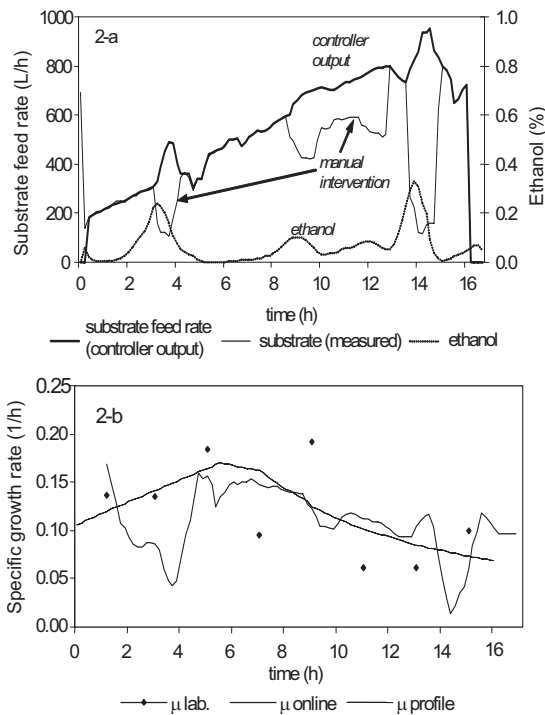 2-a
controller
output
manual
intervention
ethanol
Substrate feed rate (L/h)
1000
800
600
400
200
0
Ethanol (%)
1.0
0.8
0.6
0.4
0.2
0.0
0 2 4 6 8 10 12 14 16
time (h)
substrate feed rate
(controller output)
substrate (measured)
ethanol
2-b
Specific growth rate (1/h)
0.25
0.20
0.15
0.10
0.05
0.00
0 2 4 6 8 10 12 14 16
time (h)
μ lab. μ online μ profile